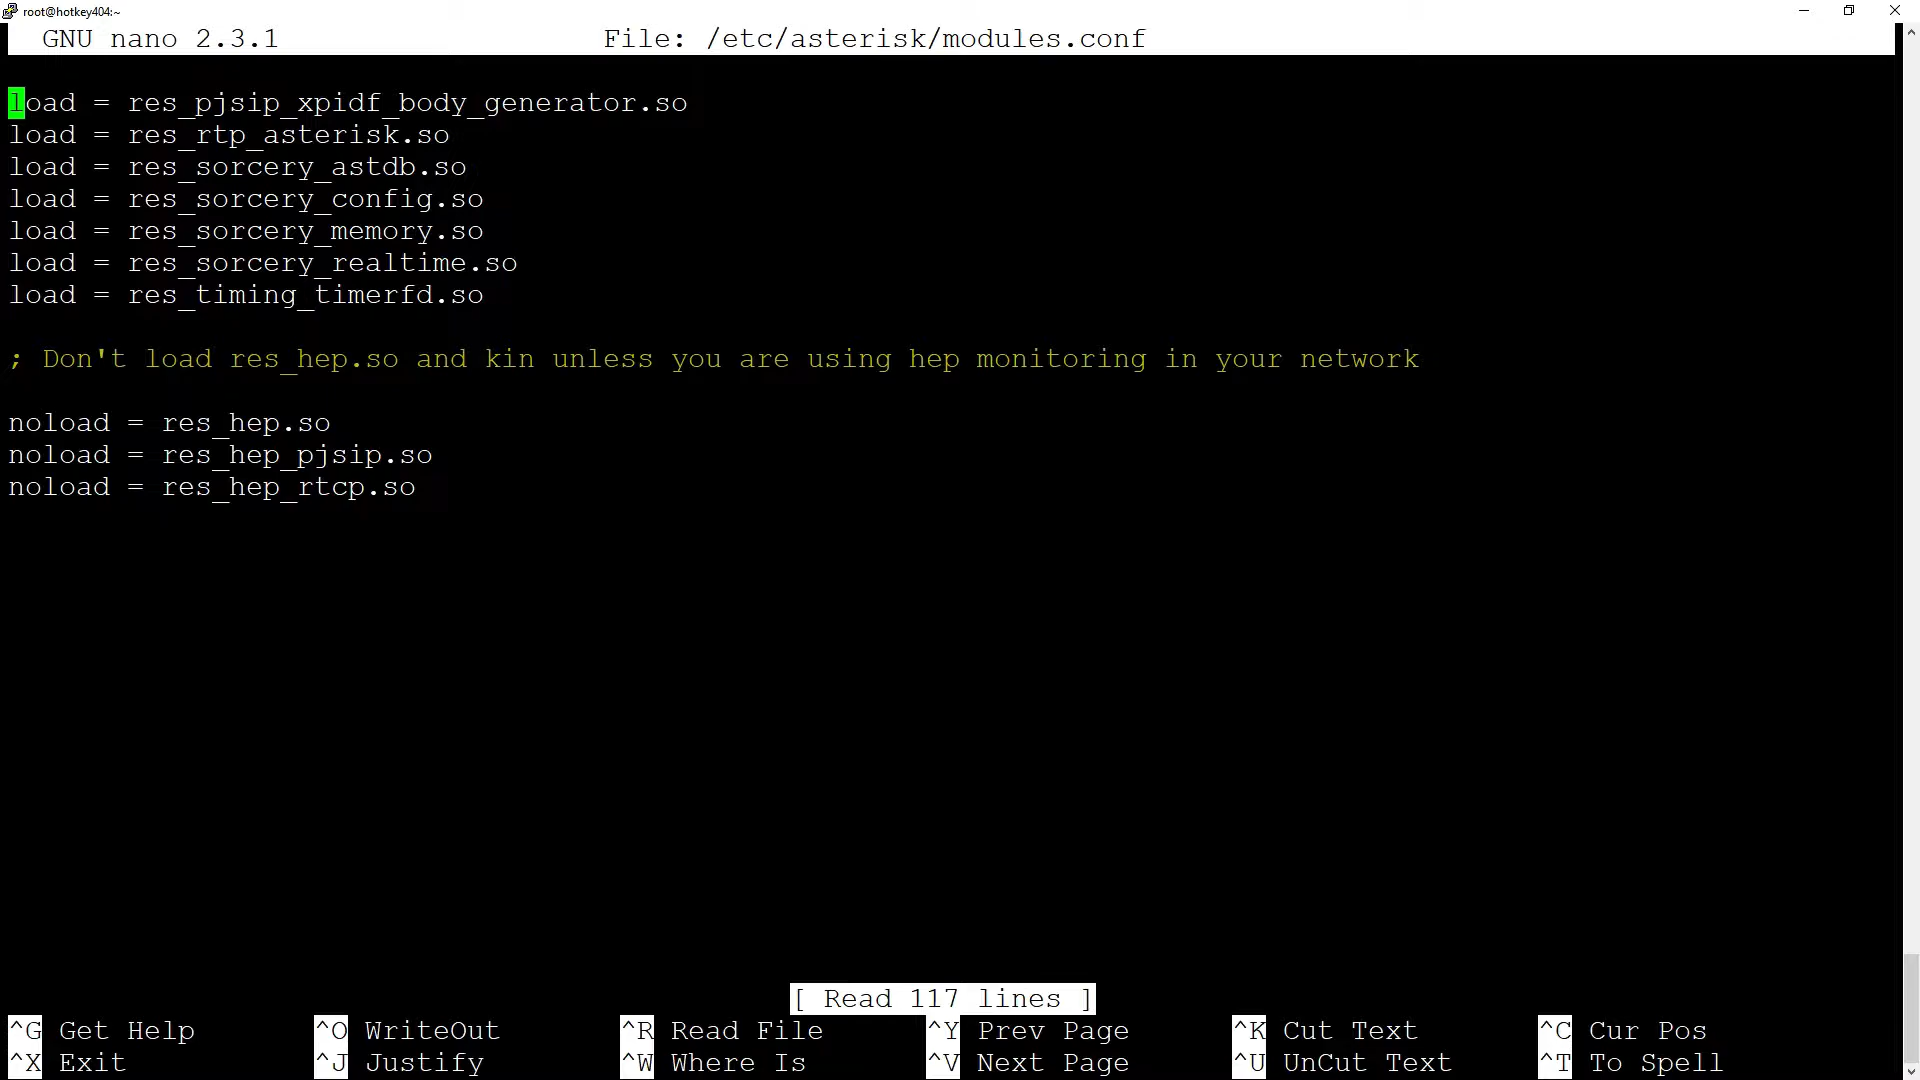 root@hotkey404:~
GNU nano 2.3.1 File: /etc/asterisk/modules.conf
load = res_pjsip_xpidf_body_generator.so
load = res_rtp_asterisk.so
load = res_sorcery_astdb.so
load = res_sorcery_config.so
load = res_sorcery_memory.so
load = res_sorcery_realtime.so
load = res_timing_timerfd.so
; Don't load res_hep.so and kin unless you are using hep monitoring in your network
noload = res_hep.so
noload = res_hep_pjsip.so
noload = res_hep_rtcp.so
[ Read 117 lines ]
^G Get Help ^O WriteOut ^R Read File ^Y Prev Page ^K Cut Text ^C Cur Pos
^X Exit ^J Justify ^W Where Is ^V Next Page ^U UnCut Text ^T To Spell